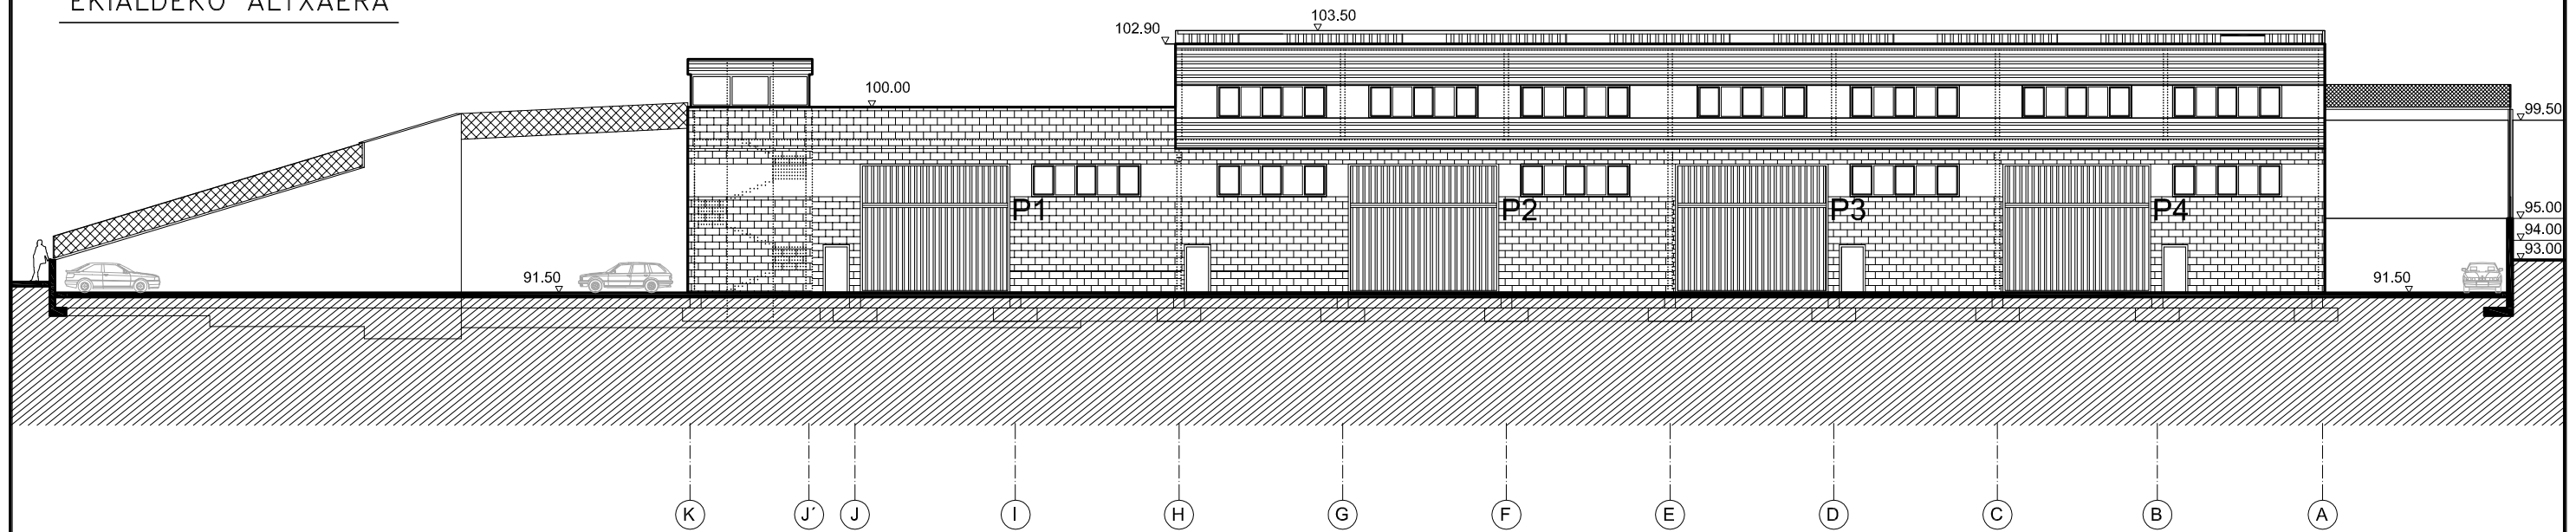 EKIALDEKO ALTXAERA
103.50
102.90
100.00
99.50
P1
P2
P3
P4
95.00
94.00
93.00
91.50
91.50
K
J´
J
I
H
G
F
E
D
C
B
A